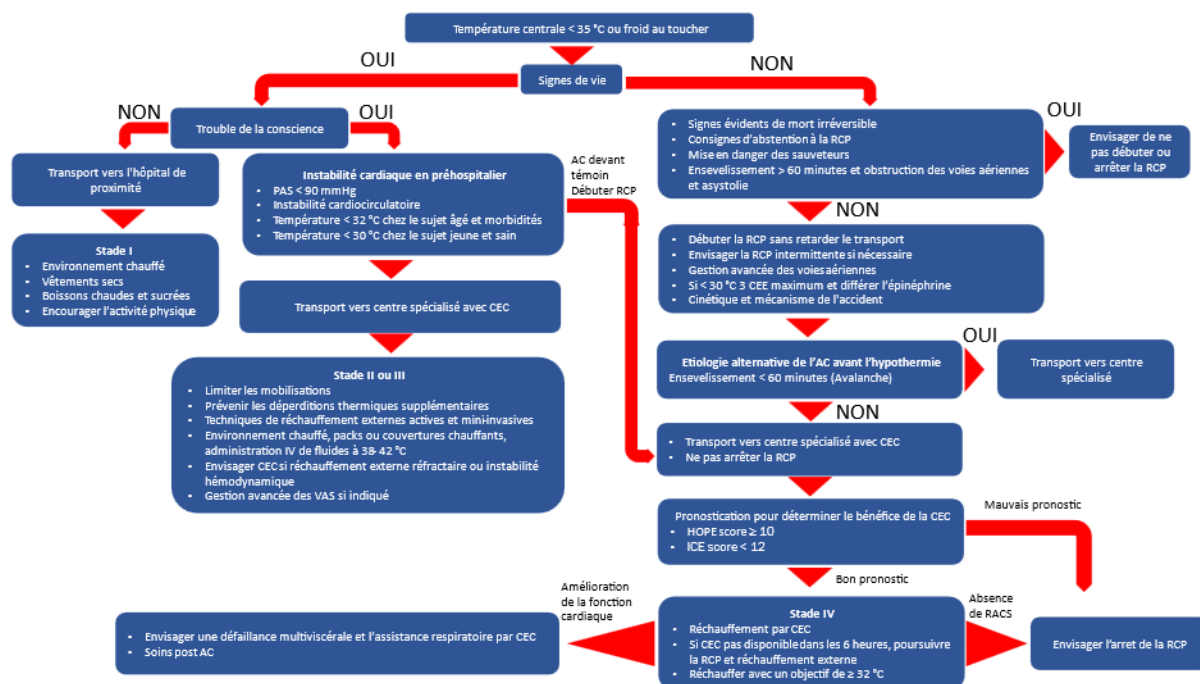 Température centrale < 35 °C ou froid au toucher
OUI
NON
Signes de vie
NON
OUI
Trouble de la conscience
• Signes évidents de mort irréversible
• Consignes d'abstention à la RCP
• Mise en danger des sauveteurs
• Ensevelissement > 60 minutes et obstruction des voies aériennes
et asystolie
OUI
Envisager de ne
pas débuter ou
arrêter la RCP
Transport vers l'hôpital de
proximité
Instabilité cardiaque en préhospitalier
• PAS < 90 mmHg
• Instabilité cardiocirculatoire
• Température < 32 °C chez le sujet âgé et morbidités
• Température < 30 °C chez le sujet jeune et sain
AC devant
témoin
Débuter RCP
NON
Stade I
• Environnement chauffé
• Vêtements secs
• Boissons chaudes et sucrées
• Encourager l'activité physique
• Débuter la RCP sans retarder le transport
• Envisager la RCP intermittente si nécessaire
• Gestion avancée des voies aériennes
• Si < 30 °C 3 CEE maximum et différer l'épinéphrine
• Cinétique et mécanisme de l'accident
Transport vers centre spécialisé avec CEC
Etiologie alternative de l'AC avant l'hypothermie
Ensevelissement < 60 minutes (Avalanche)
OUI
Transport vers centre
spécialisé
Stade II ou III
• Limiter les mobilisations
• Prévenir les déperditions thermiques supplémentaires
• Techniques de réchauffement externes actives et mini-invasives
• Environnement chauffé, packs ou couvertures chauffants,
administration IV de fluides à 38- 42 °C
• Envisager CEC si réchauffement externe réfractaire ou instabilité
hémodynamique
• Gestion avancée des VAS si indiqué
NON
• Transport vers centre spécialisé avec CEC
• Ne pas arrêter la RCP
Pronostication pour déterminer le bénéfice de la CEC
• HOPE score ≥ 10
• ICE score < 12
Mauvais pronostic
Bon pronostic
Amélioration
de la fonction
cardiaque
Absence
de RACS
• Envisager une défaillance multiviscérale et l'assistance respiratoire par CEC
• Soins post AC
Stade IV
• Réchauffement par CEC
• Si CEC pas disponible dans les 6 heures, poursuivre
la RCP et réchauffement externe
• Réchauffer avec un objectif de ≥ 32 °C
Envisager l'arret de la RCP